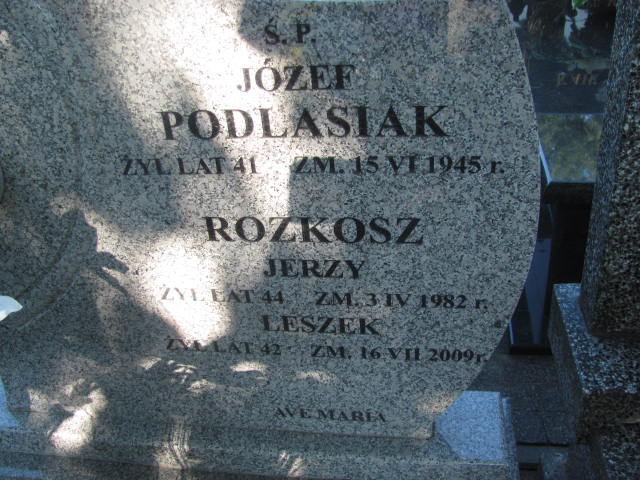 Ś.P.
JÓZEF
PODLASIAK
ŻYŁ LAT 41 ZM. 15 VI 1945 r.
ROZKOSZ
JERZY
ŻYŁ LAT 44 ZM. 3 IV 1982 r.
LESZEK
ŻYŁ LAT 42 ZM. 16 VII 2009 r.
AVE MARIA